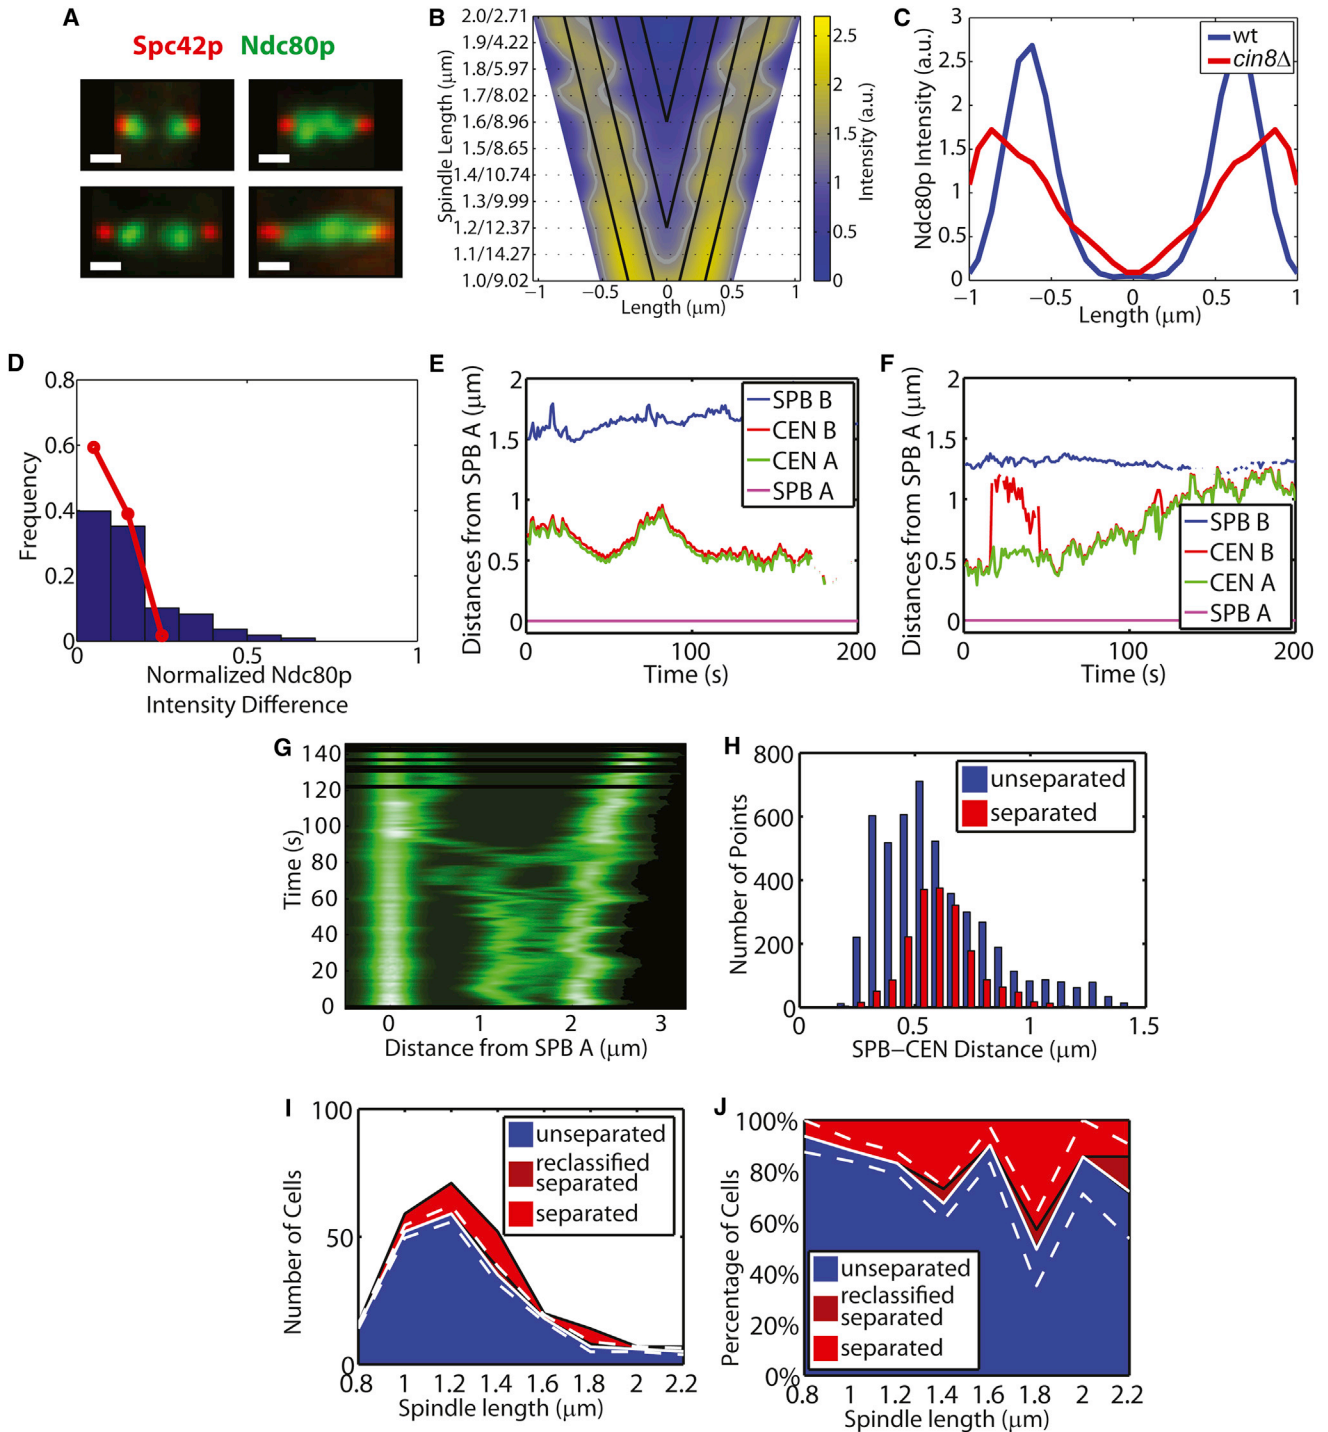 A
Spc42p Ndc80p
B
Spindle Length (µm)
2.0/2.71
1.9/4.22
1.8/5.97
1.7/8.02
1.6/8.96
1.5/8.65
1.4/10.74
1.3/9.99
1.2/12.37
1.1/14.27
1.0/9.02
−1 −0.5 0 0.5 1
Length (µm)
2.5
2
1.5
1
0.5
0
Intensity (a.u.)
C
Ndc80p Intensity (a.u.)
3
2.5
2
1.5
1
0.5
0
−1 −0.5 0 0.5 1
Length (µm)
wt
cin8Δ
D
Frequency
0.8
0.6
0.4
0.2
0
0.5 1
Normalized Ndc80p
Intensity Difference
E
Distances from SPB A (µm)
2
1.5
1
0.5
0
0 100 200
Time (s)
SPB B
CEN B
CEN A
SPB A
F
Distances from SPB A (µm)
2
1.5
1
0.5
0
0 100 200
Time (s)
SPB B
CEN B
CEN A
SPB A
G
Time (s)
140
120
100
80
60
40
20
0
0 1 2 3
Distance from SPB A (µm)
H
Number of Points
800
600
400
200
0
0 0.5 1 1.5
SPB−CEN Distance (µm)
unseparated
separated
I
Number of Cells
100
50
0
0.8 1 1.2 1.4 1.6 1.8 2 2.2
Spindle length (µm)
unseparated
reclassified
separated
separated
J
Percentage of Cells
100%
80%
60%
40%
20%
0%
0.8 1 1.2 1.4 1.6 1.8 2 2.2
Spindle length (µm)
unseparated
reclassified
separated
separated